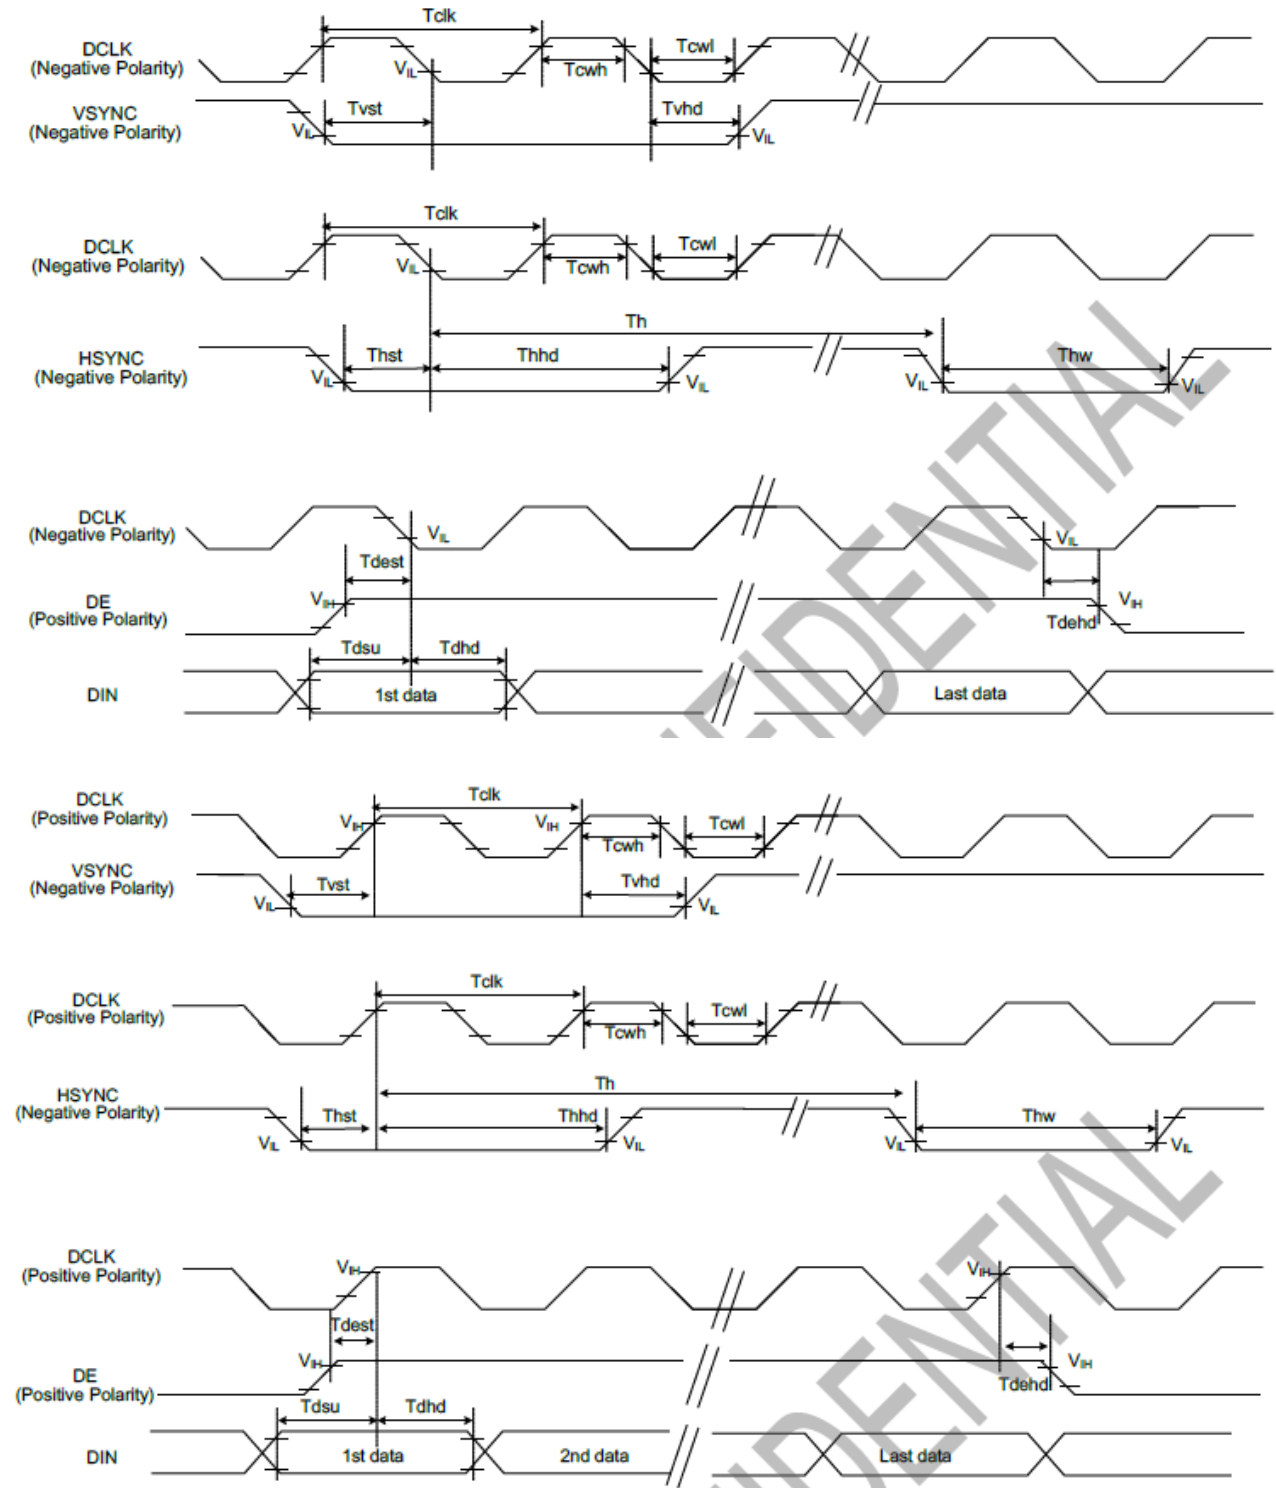 Tclk
DCLK
(Negative Polarity)
VIL
Tcwh
Tcwl
VSYNC
(Negative Polarity)
VIL
Tvst
Tvhd
VIL
Tclk
DCLK
(Negative Polarity)
VIL
Tcwh
Tcwl
Th
HSYNC
(Negative Polarity)
VIL
Thst
Thhd
VIL
VIL
Thw
VIL
DCLK
(Negative Polarity)
VIL
VIL
Tdest
DE
(Positive Polarity)
VIH
VIH
Tdehd
Tdsu
Tdhd
DIN
1st data
Last data
Tclk
DCLK
(Positive Polarity)
VIH
VIH
Tcwh
Tcwl
VSYNC
(Negative Polarity)
VIL
Tvst
Tvhd
VIL
Tclk
DCLK
(Positive Polarity)
Tcwh
Tcwl
Th
HSYNC
(Negative Polarity)
VIL
Thst
Thhd
VIL
VIL
Thw
VIL
DCLK
(Positive Polarity)
VIH
VIH
Tdest
DE
(Positive Polarity)
VIH
VIH
Tdehd
Tdsu
Tdhd
DIN
1st data
2nd data
Last data